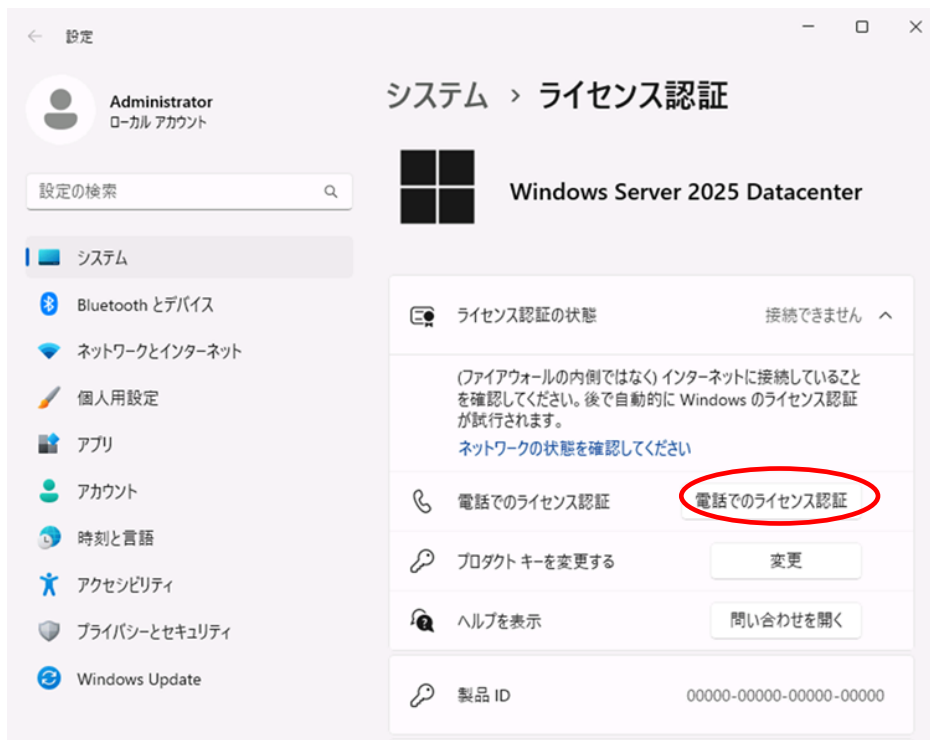 設定
Administrator
ローカル アカウント
設定の検索
システム
Bluetooth とデバイス
ネットワークとインターネット
個人用設定
アプリ
アカウント
時刻と言語
アクセシビリティ
プライバシーとセキュリティ
Windows Update
システム › ライセンス認証
Windows Server 2025 Datacenter
ライセンス認証の状態 接続できません
(ファイアウォールの内側ではなく) インターネットに接続していること
を確認してください。後で自動的に Windows のライセンス認証
が試行されます。
ネットワークの状態を確認してください
電話でのライセンス認証 電話でのライセンス認証
プロダクト キーを変更する 変更
ヘルプを表示 問い合わせを開く
製品 ID 00000-00000-00000-00000